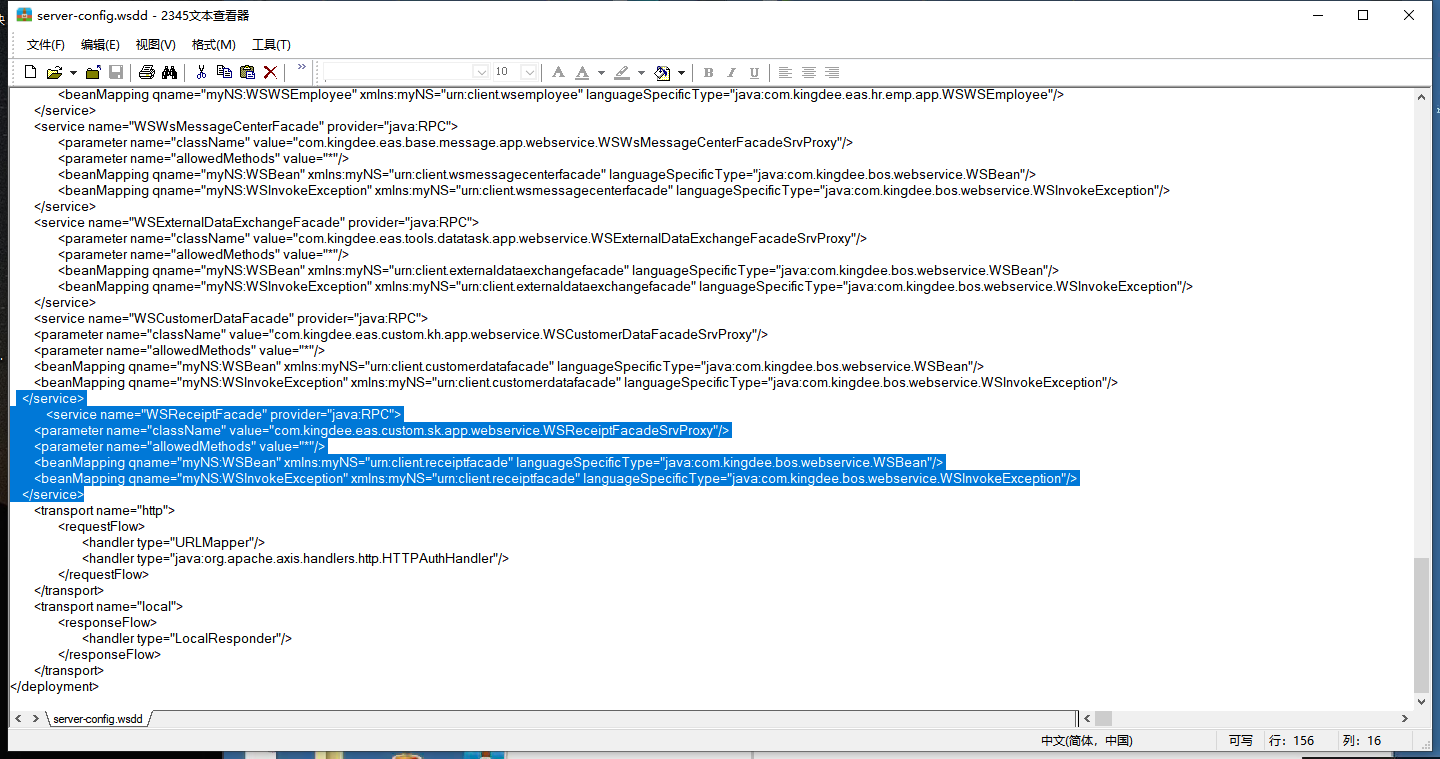 server-config.wsdd - 2345文本查看器
文件(F) 编辑(E) 视图(V) 格式(M) 工具(T)
10 A A B I U
<beanMapping qname="myNS:WSWSEmployee" xmlns:myNS="urn:client.wsemployee" languageSpecificType="java:com.kingdee.eas.hr.emp.app.WSWSEmployee"/>
</service>
<service name="WSWsMessageCenterFacade" provider="java:RPC">
<parameter name="className" value="com.kingdee.eas.base.message.app.webservice.WSWsMessageCenterFacadeSrvProxy"/>
<parameter name="allowedMethods" value="*"/>
<beanMapping qname="myNS:WSBean" xmlns:myNS="urn:client.wsmessagecenterfacade" languageSpecificType="java:com.kingdee.bos.webservice.WSBean"/>
<beanMapping qname="myNS:WSInvokeException" xmlns:myNS="urn:client.wsmessagecenterfacade" languageSpecificType="java:com.kingdee.bos.webservice.WSInvokeException"/>
</service>
<service name="WSExternalDataExchangeFacade" provider="java:RPC">
<parameter name="className" value="com.kingdee.eas.tools.datatask.app.webservice.WSExternalDataExchangeFacadeSrvProxy"/>
<parameter name="allowedMethods" value="*"/>
<beanMapping qname="myNS:WSBean" xmlns:myNS="urn:client.externaldataexchangefacade" languageSpecificType="java:com.kingdee.bos.webservice.WSBean"/>
<beanMapping qname="myNS:WSInvokeException" xmlns:myNS="urn:client.externaldataexchangefacade" languageSpecificType="java:com.kingdee.bos.webservice.WSInvokeException"/>
</service>
<service name="WSCustomerDataFacade" provider="java:RPC">
<parameter name="className" value="com.kingdee.eas.custom.kh.app.webservice.WSCustomerDataFacadeSrvProxy"/>
<parameter name="allowedMethods" value="*"/>
<beanMapping qname="myNS:WSBean" xmlns:myNS="urn:client.customerdatafacade" languageSpecificType="java:com.kingdee.bos.webservice.WSBean"/>
<beanMapping qname="myNS:WSInvokeException" xmlns:myNS="urn:client.customerdatafacade" languageSpecificType="java:com.kingdee.bos.webservice.WSInvokeException"/>
</service>
<service name="WSReceiptFacade" provider="java:RPC">
<parameter name="className" value="com.kingdee.eas.custom.sk.app.webservice.WSReceiptFacadeSrvProxy"/>
<parameter name="allowedMethods" value="*"/>
<beanMapping qname="myNS:WSBean" xmlns:myNS="urn:client.receiptfacade" languageSpecificType="java:com.kingdee.bos.webservice.WSBean"/>
<beanMapping qname="myNS:WSInvokeException" xmlns:myNS="urn:client.receiptfacade" languageSpecificType="java:com.kingdee.bos.webservice.WSInvokeException"/>
</service>
<transport name="http">
<requestFlow>
<handler type="URLMapper"/>
<handler type="java:org.apache.axis.handlers.http.HTTPAuthHandler"/>
</requestFlow>
</transport>
<transport name="local">
<responseFlow>
<handler type="LocalResponder"/>
</responseFlow>
</transport>
</deployment>
server-config.wsdd
中文(简体，中国) 可写 行：156 列：16